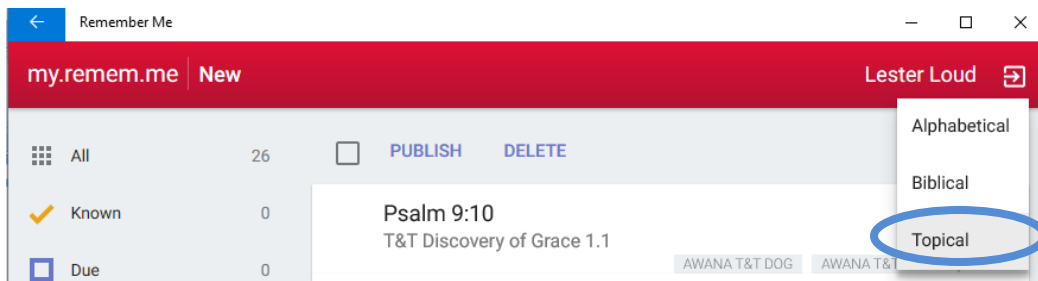 Remember Me
my.remem.me New
Lester Loud
Alphabetical
Biblical
Topical
All 26
Known 0
Due 0
PUBLISH DELETE
Psalm 9:10
T&T Discovery of Grace 1.1
AWANA T&T DOG AWANA T&T